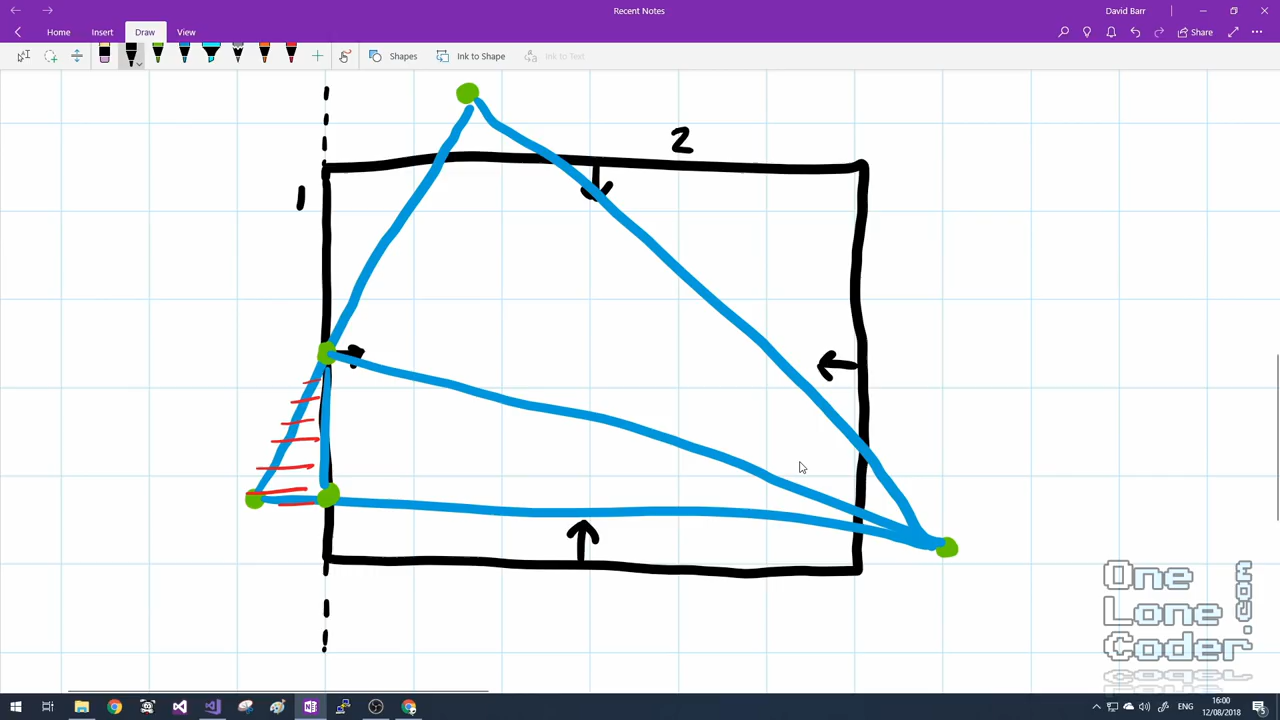 Recent Notes
David Barr
Home Insert Draw View
Share
Shapes Ink to Shape Ink to Text
2
1
One
Lone
Coder
.com
16:00
ENG
12/08/2018